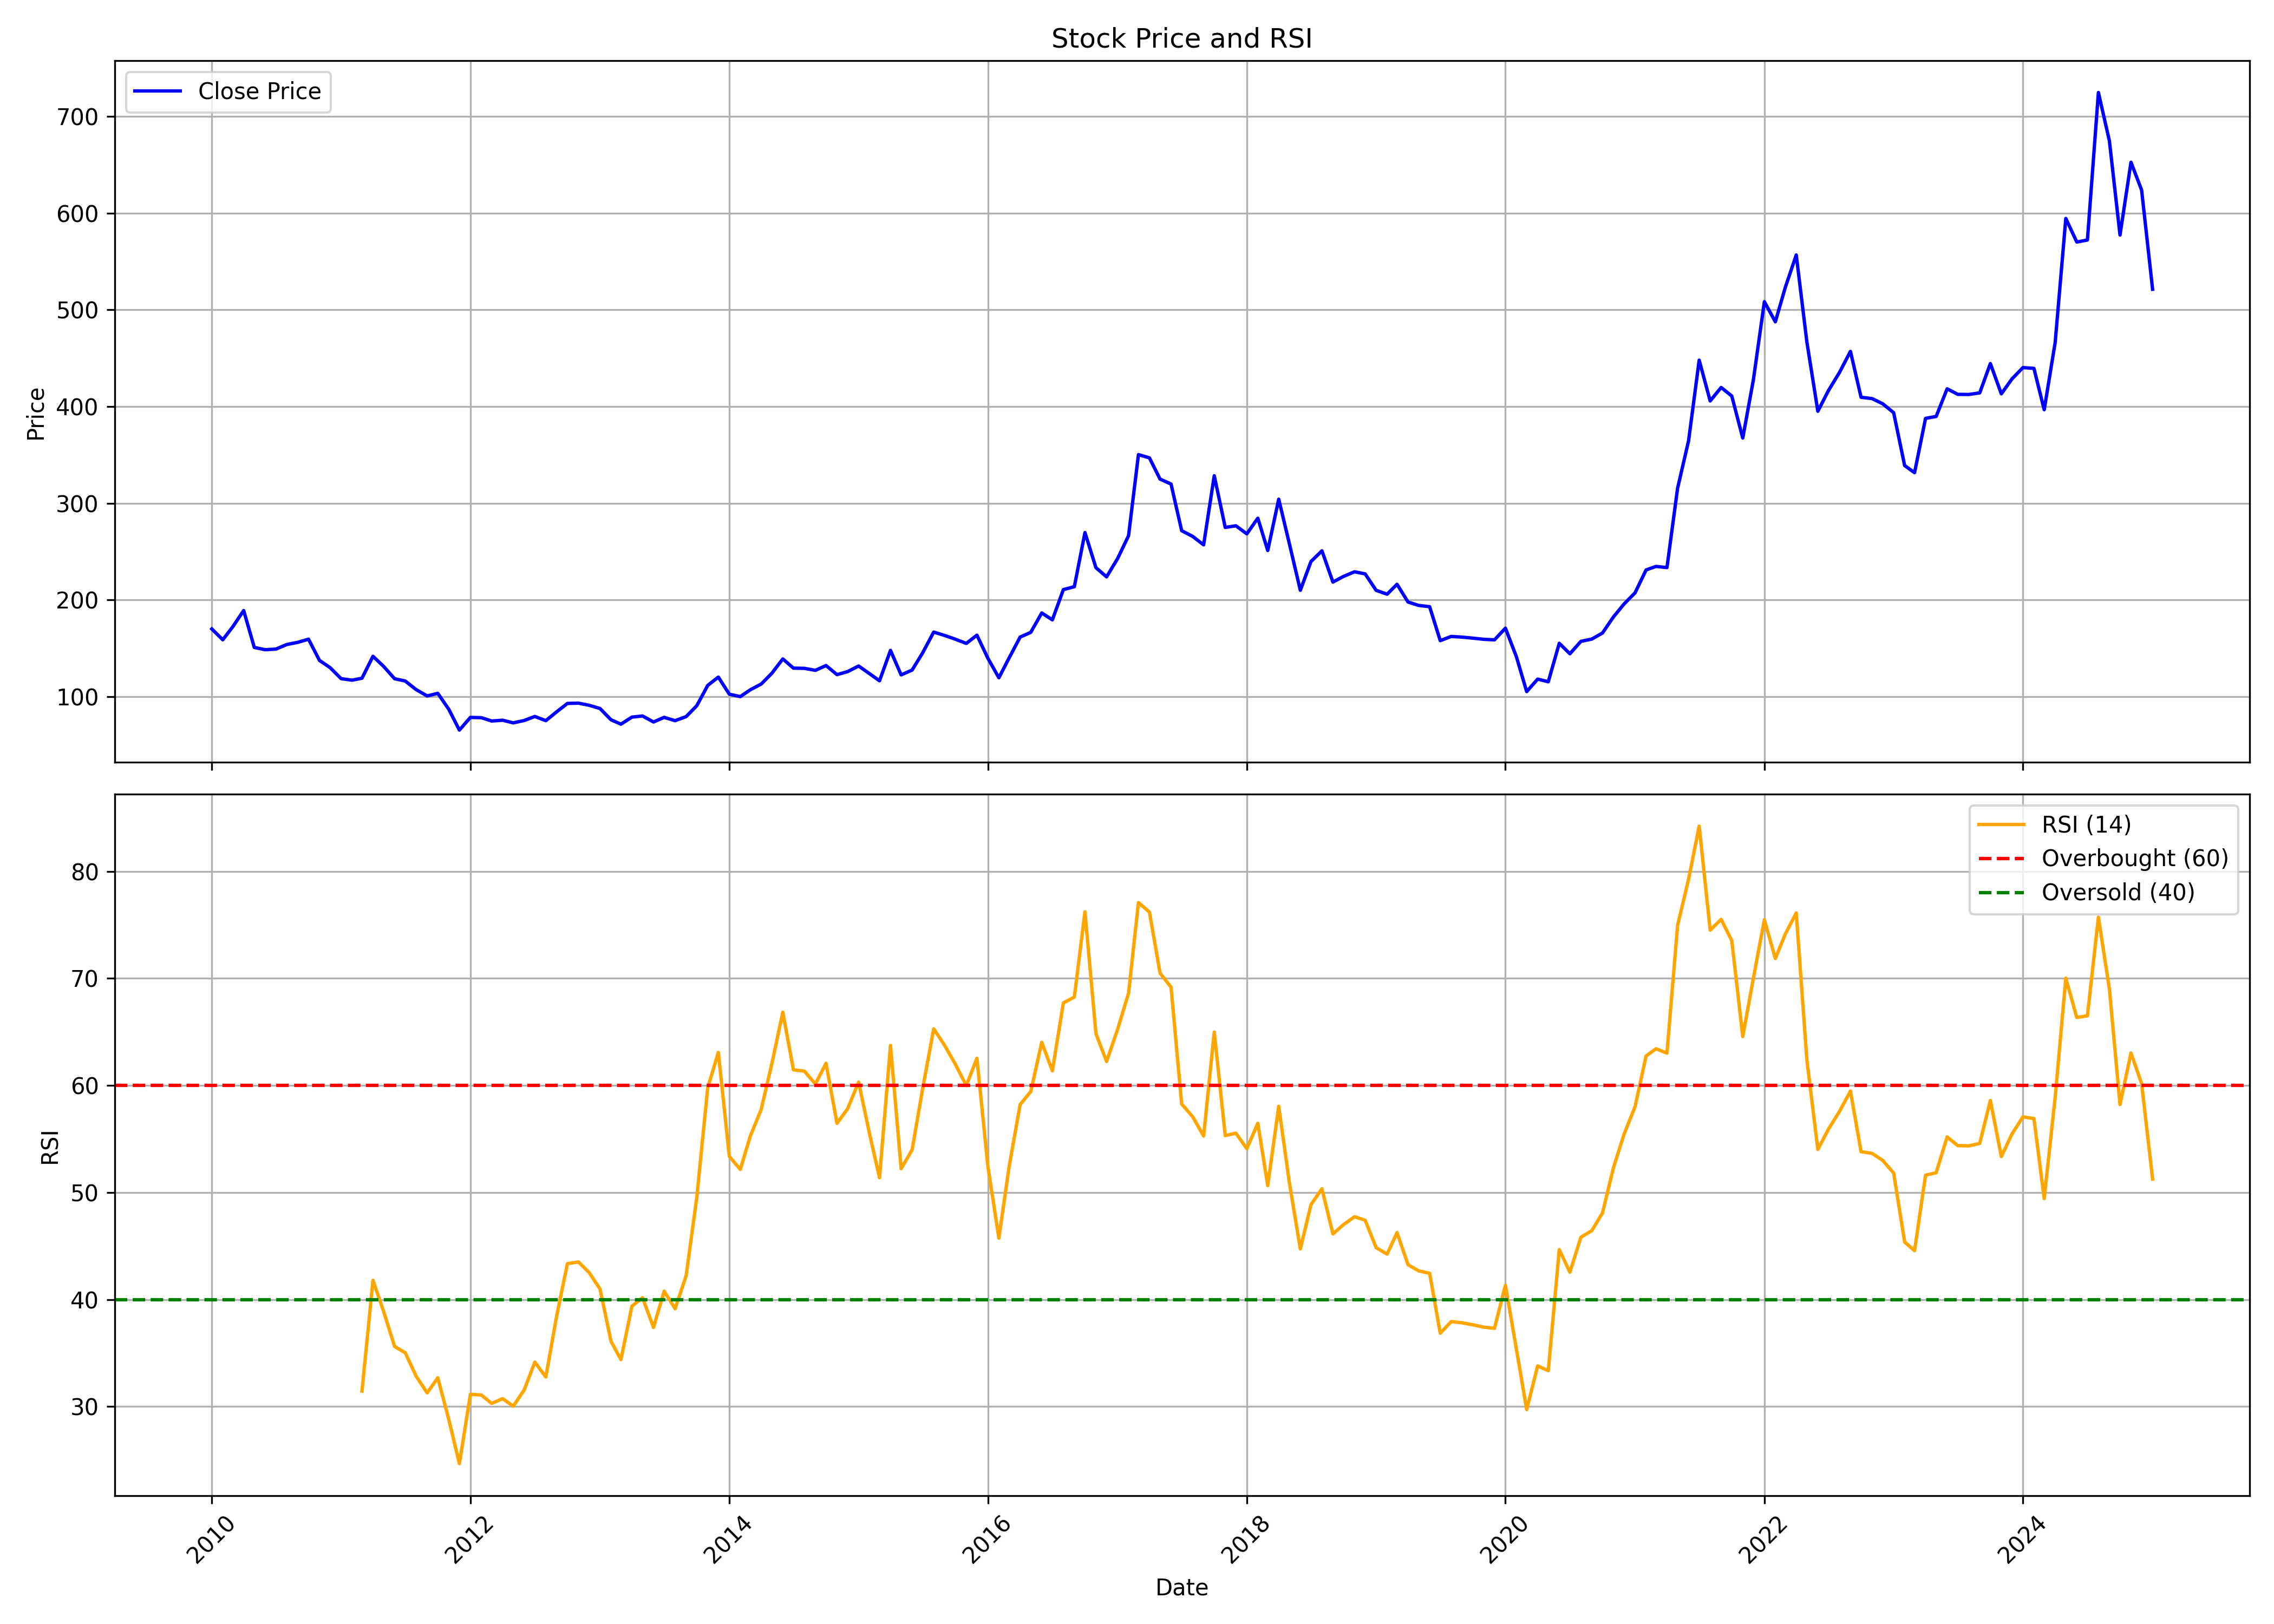 Stock Price and RSI
Close Price
700
600
500
400
300
200
100
Price
RSI (14)
Overbought (60)
Oversold (40)
80
70
60
50
40
30
RSI
2010
2012
2014
2016
2018
2020
2022
2024
Date